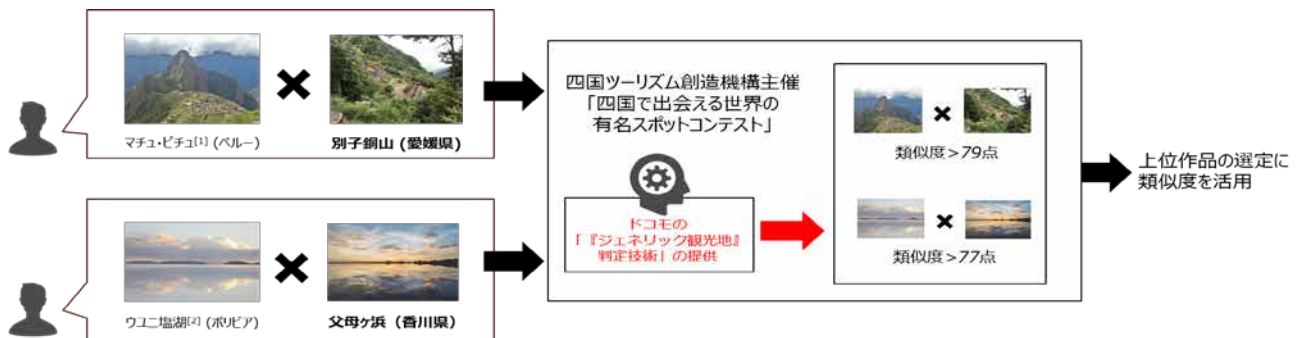 マチュ・ピチュ[1] (ペルー)
別子銅山 (愛媛県)
ウユニ塩湖[2] (ボリビア)
父母ヶ浜（香川県）
四国ツーリズム創造機構主催
「四国で出会える世界の
有名スポットコンテスト」
ドコモの
「『ジェネリック観光地』
判定技術」の提供
類似度>79点
類似度>77点
上位作品の選定に
類似度を活用